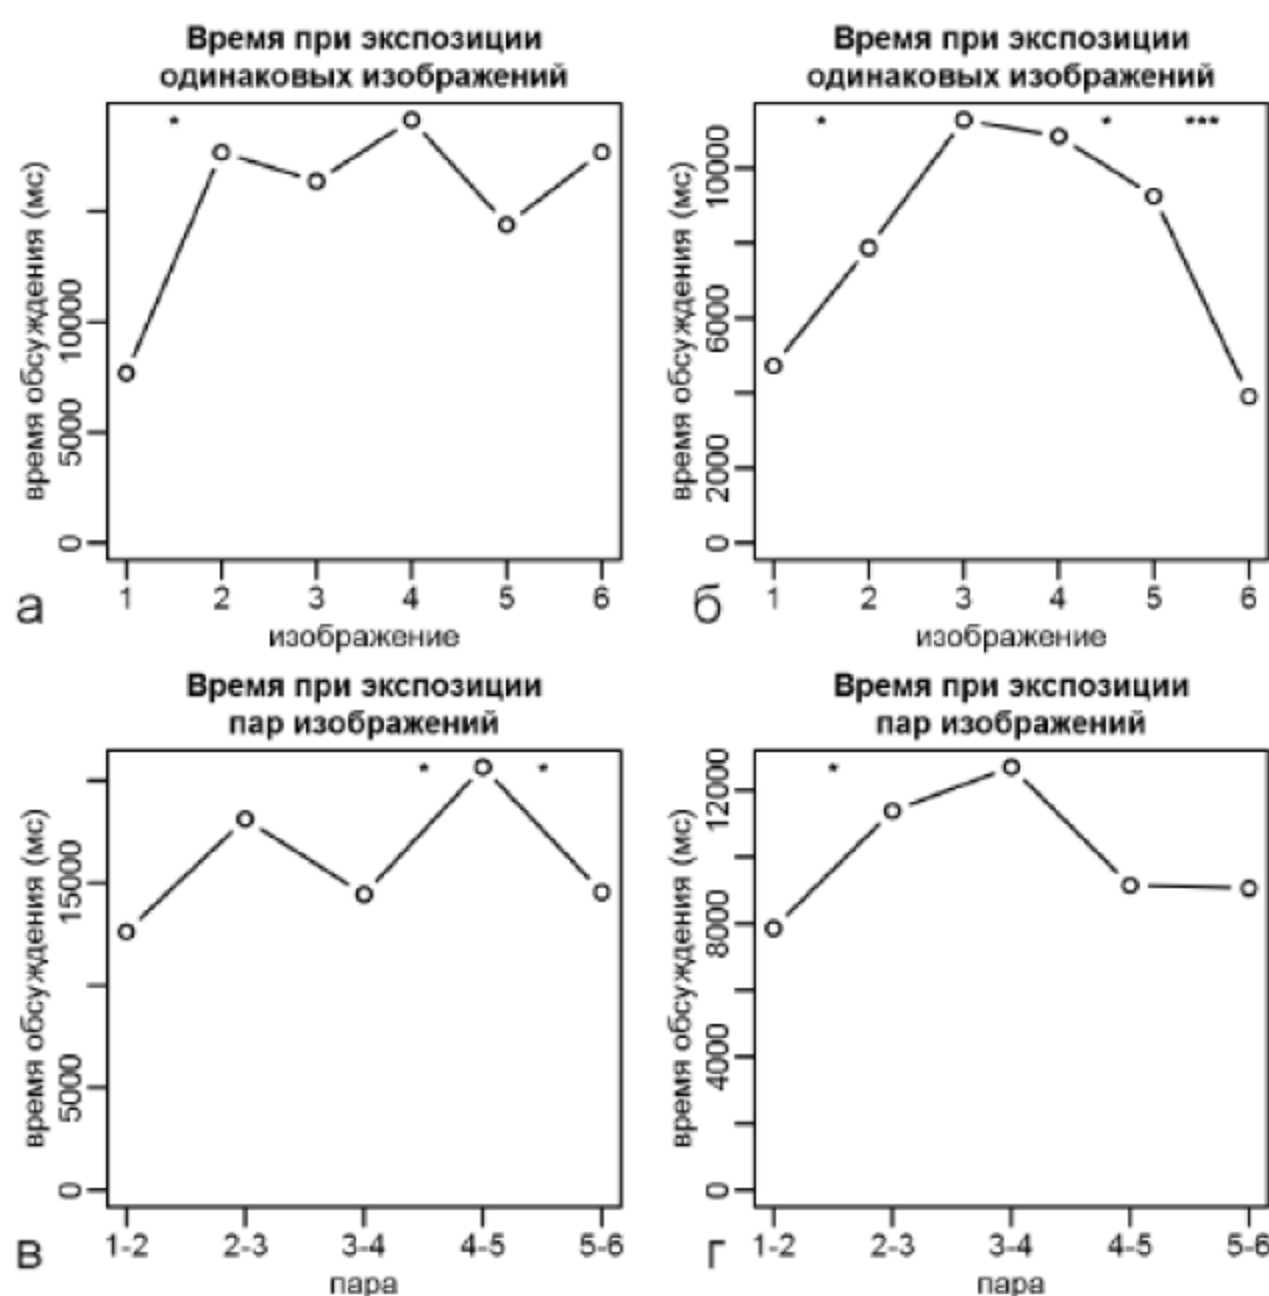 Время при экспозиции
одинаковых изображений
*
время обсуждения (мс)
10000
5000
0
1 2 3 4 5 6
изображение
а
Время при экспозиции
одинаковых изображений
* * ***
время обсуждения (мс)
10000
6000
2000
0
1 2 3 4 5 6
изображение
б
Время при экспозиции
пар изображений
* *
время обсуждения (мс)
15000
5000
0
1-2 2-3 3-4 4-5 5-6
пара
в
Время при экспозиции
пар изображений
*
время обсуждения (мс)
12000
8000
4000
0
1-2 2-3 3-4 4-5 5-6
пара
г